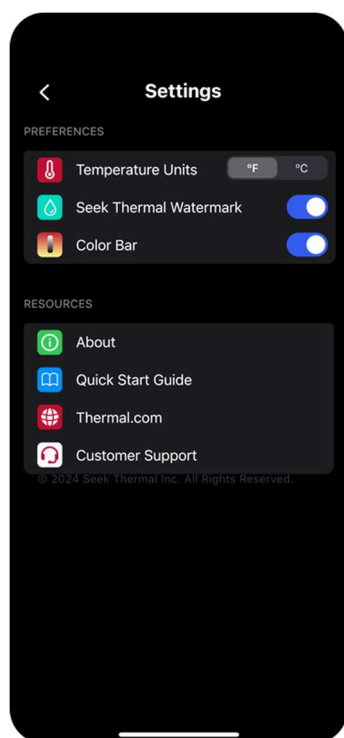 Settings
PREFERENCES
Temperature Units °F °C
Seek Thermal Watermark
Color Bar
RESOURCES
About
Quick Start Guide
Thermal.com
Customer Support
© 2024 Seek Thermal Inc. All Rights Reserved.